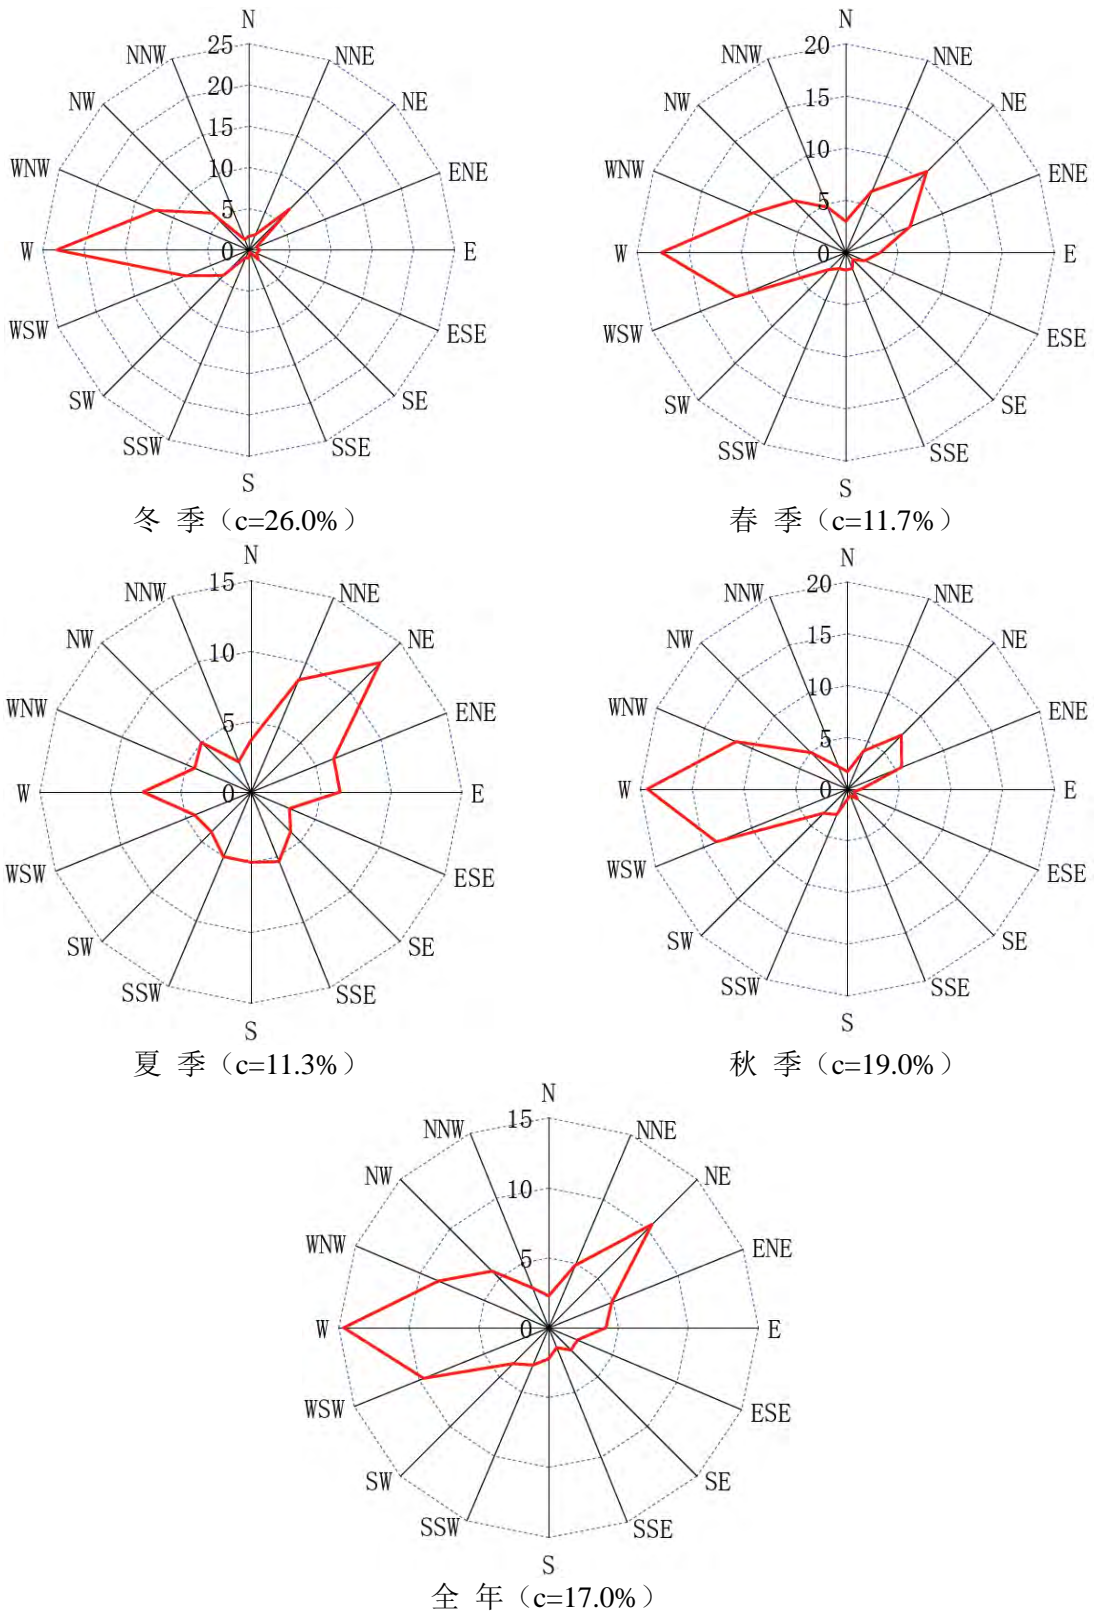 N
25
NNW
NNE
20
NW
NE
15
WNW
10
ENE
5
W
0
E
WSW
ESE
SW
SE
SSW
SSE
S
冬 季（c=26.0%）
N
20
NNW
NNE
15
NW
NE
10
WNW
ENE
5
W
0
E
WSW
ESE
SW
SE
SSW
SSE
S
春 季（c=11.7%）
N
15
NNW
NNE
NW
NE
10
WNW
ENE
5
W
0
E
WSW
ESE
SW
SE
SSW
SSE
S
夏 季（c=11.3%）
N
20
NNW
NNE
15
NW
NE
10
WNW
ENE
5
W
0
E
WSW
ESE
SW
SE
SSW
SSE
S
秋 季（c=19.0%）
N
15
NNW
NNE
NW
NE
10
WNW
ENE
5
W
0
E
WSW
ESE
SW
SE
SSW
SSE
S
全 年（c=17.0%）